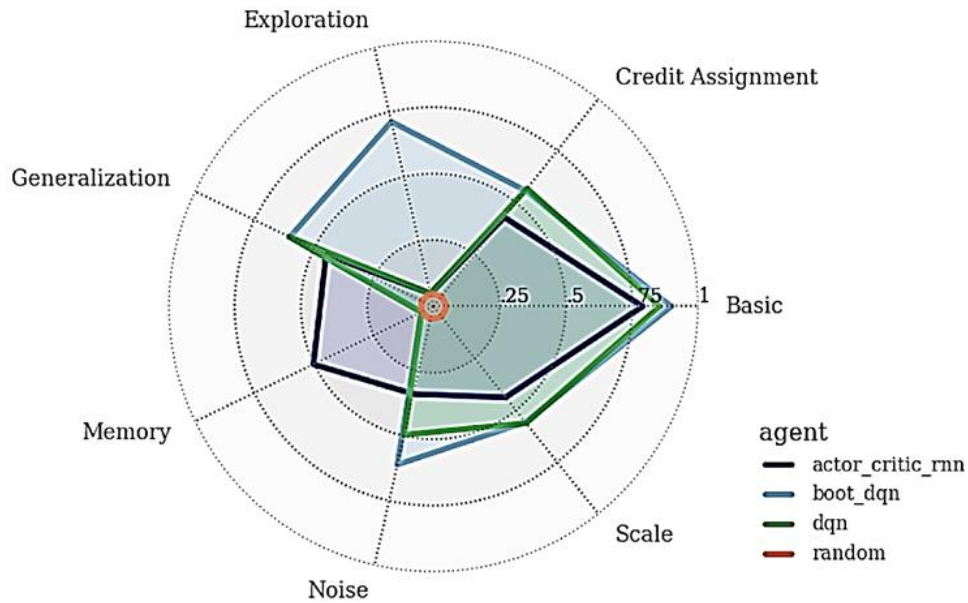 Exploration
Credit Assignment
Generalization
.25 .5 .75 1
Basic
Memory
Scale
Noise
agent
actor_critic_rnn
boot_dqn
dqn
random